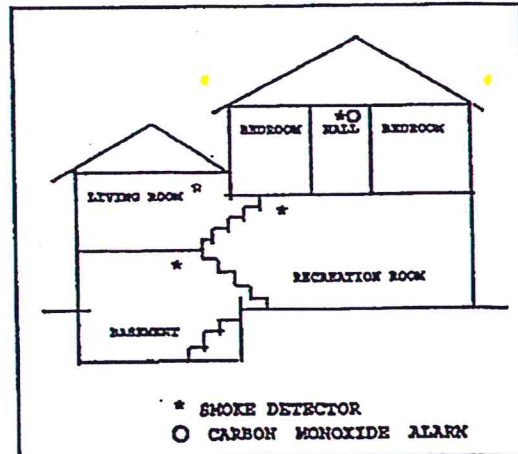 BEDROOM HALL BEDROOM
LIVING ROOM
RECREATION ROOM
BASEMENT
* SMOKE DETECTOR
O CARBON MONOXIDE ALARM